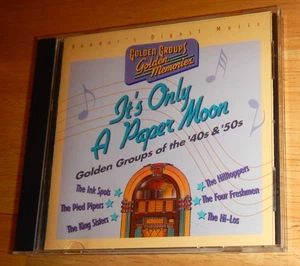 Reader's Digest Music
Golden Groups
Golden
Memories
It's Only
A Paper Moon
Golden Groups of the '40s & '50s
The Ink Spots
The Pied Pipers
The King Sisters
The Hilltoppers
The Four Freshmen
The Hi-Los